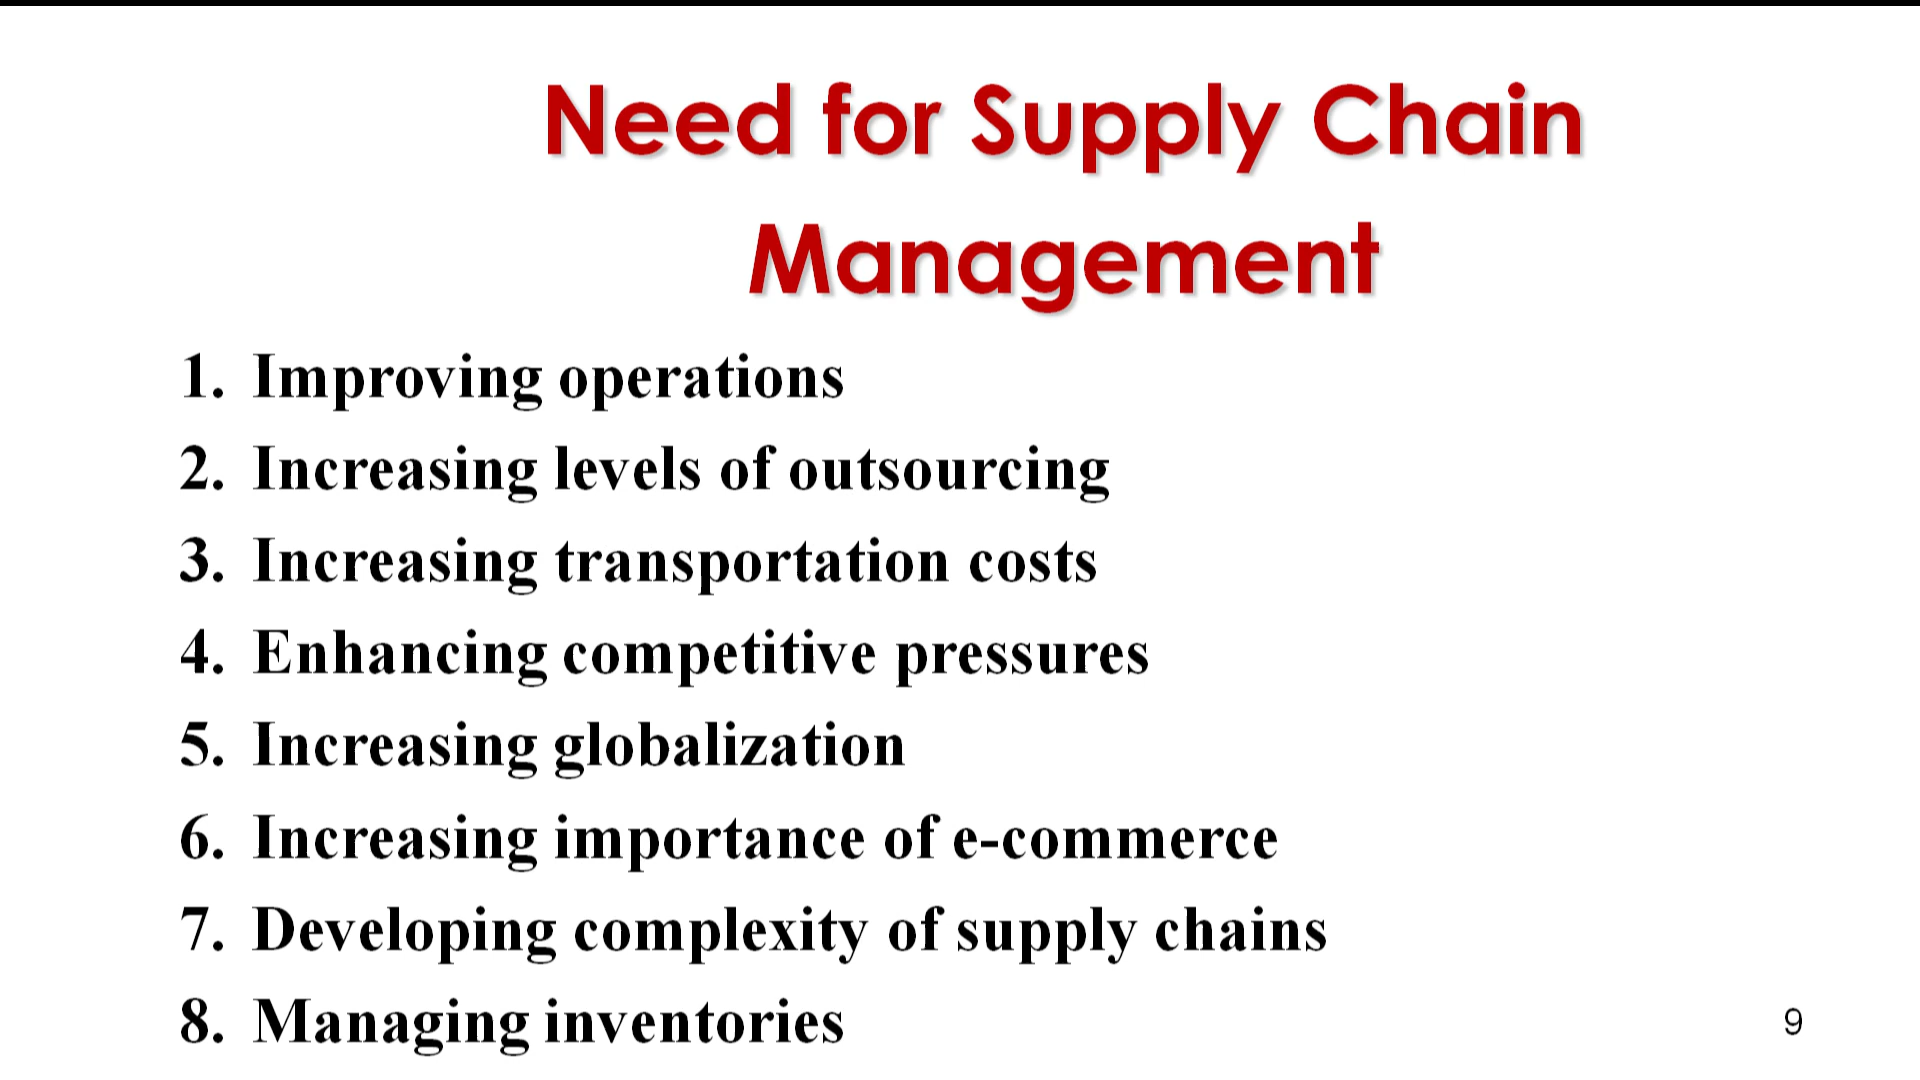 Need for Supply Chain
Management
1. Improving operations
2. Increasing levels of outsourcing
3. Increasing transportation costs
4. Enhancing competitive pressures
5. Increasing globalization
6. Increasing importance of e-commerce
7. Developing complexity of supply chains
8. Managing inventories
9